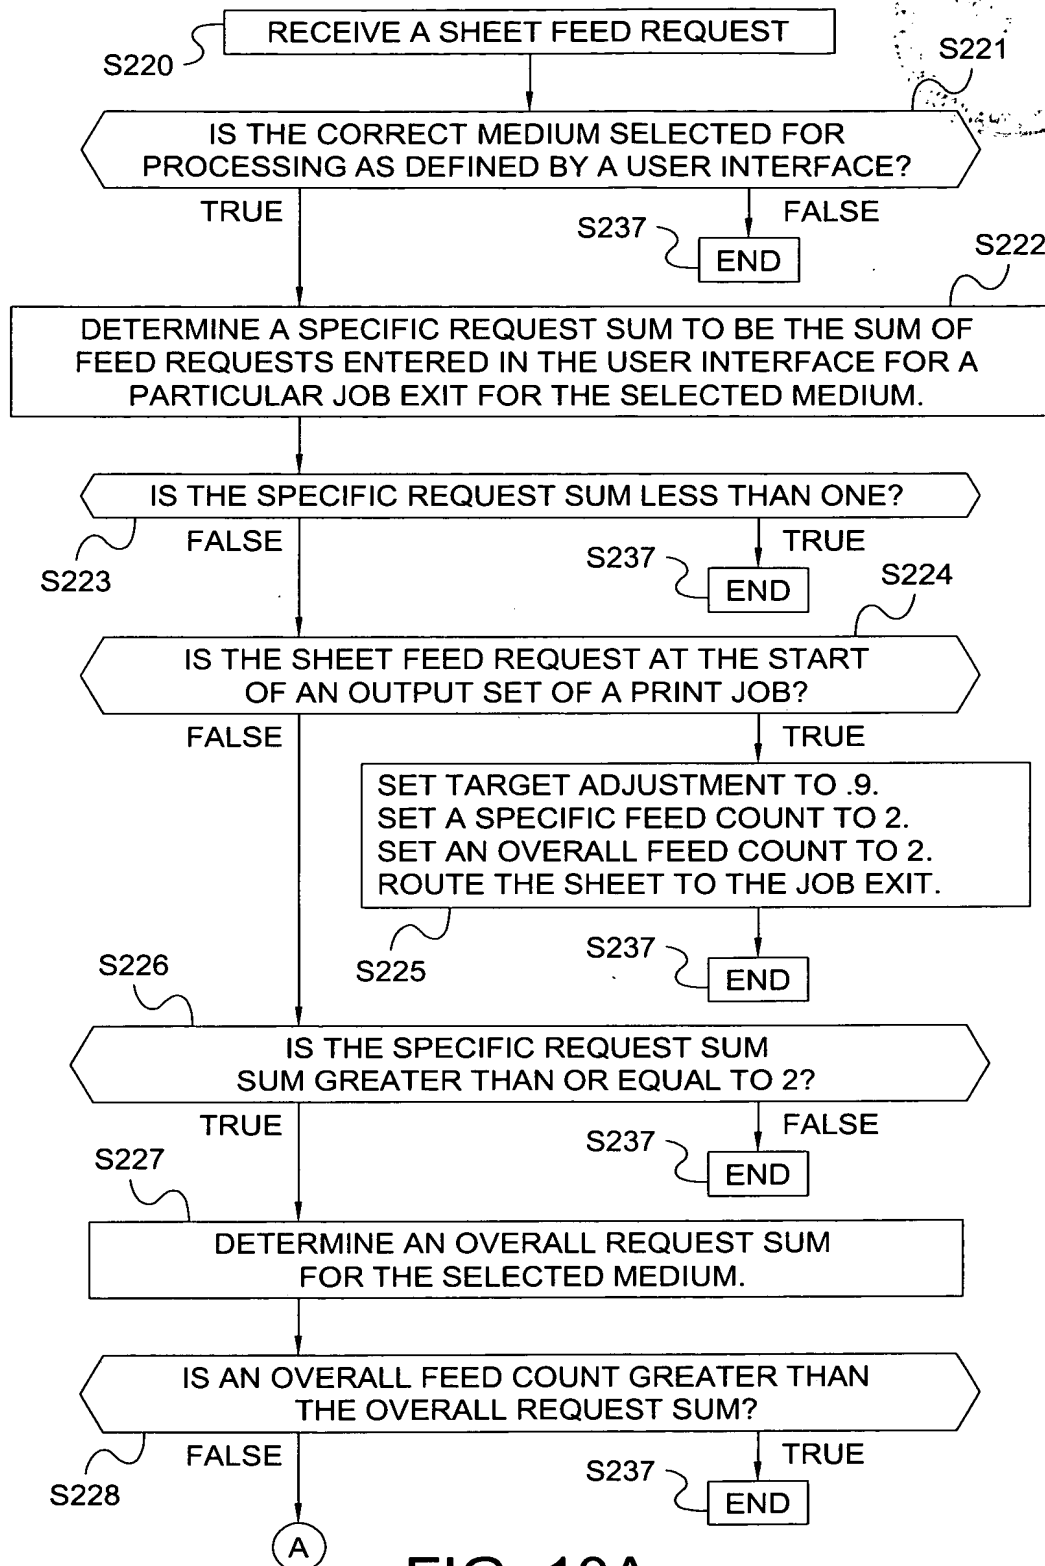 RECEIVE A SHEET FEED REQUEST
S220
S221
IS THE CORRECT MEDIUM SELECTED FOR
PROCESSING AS DEFINED BY A USER INTERFACE?
TRUE
FALSE
S237
END
S222
DETERMINE A SPECIFIC REQUEST SUM TO BE THE SUM OF
FEED REQUESTS ENTERED IN THE USER INTERFACE FOR A
PARTICULAR JOB EXIT FOR THE SELECTED MEDIUM.
IS THE SPECIFIC REQUEST SUM LESS THAN ONE?
S223
FALSE
TRUE
S237
END
S224
IS THE SHEET FEED REQUEST AT THE START
OF AN OUTPUT SET OF A PRINT JOB?
FALSE
TRUE
SET TARGET ADJUSTMENT TO .9.
SET A SPECIFIC FEED COUNT TO 2.
SET AN OVERALL FEED COUNT TO 2.
ROUTE THE SHEET TO THE JOB EXIT.
S225
S237
END
S226
IS THE SPECIFIC REQUEST SUM
SUM GREATER THAN OR EQUAL TO 2?
TRUE
FALSE
S237
END
S227
DETERMINE AN OVERALL REQUEST SUM
FOR THE SELECTED MEDIUM.
IS AN OVERALL FEED COUNT GREATER THAN
THE OVERALL REQUEST SUM?
S228
FALSE
TRUE
S237
END
A